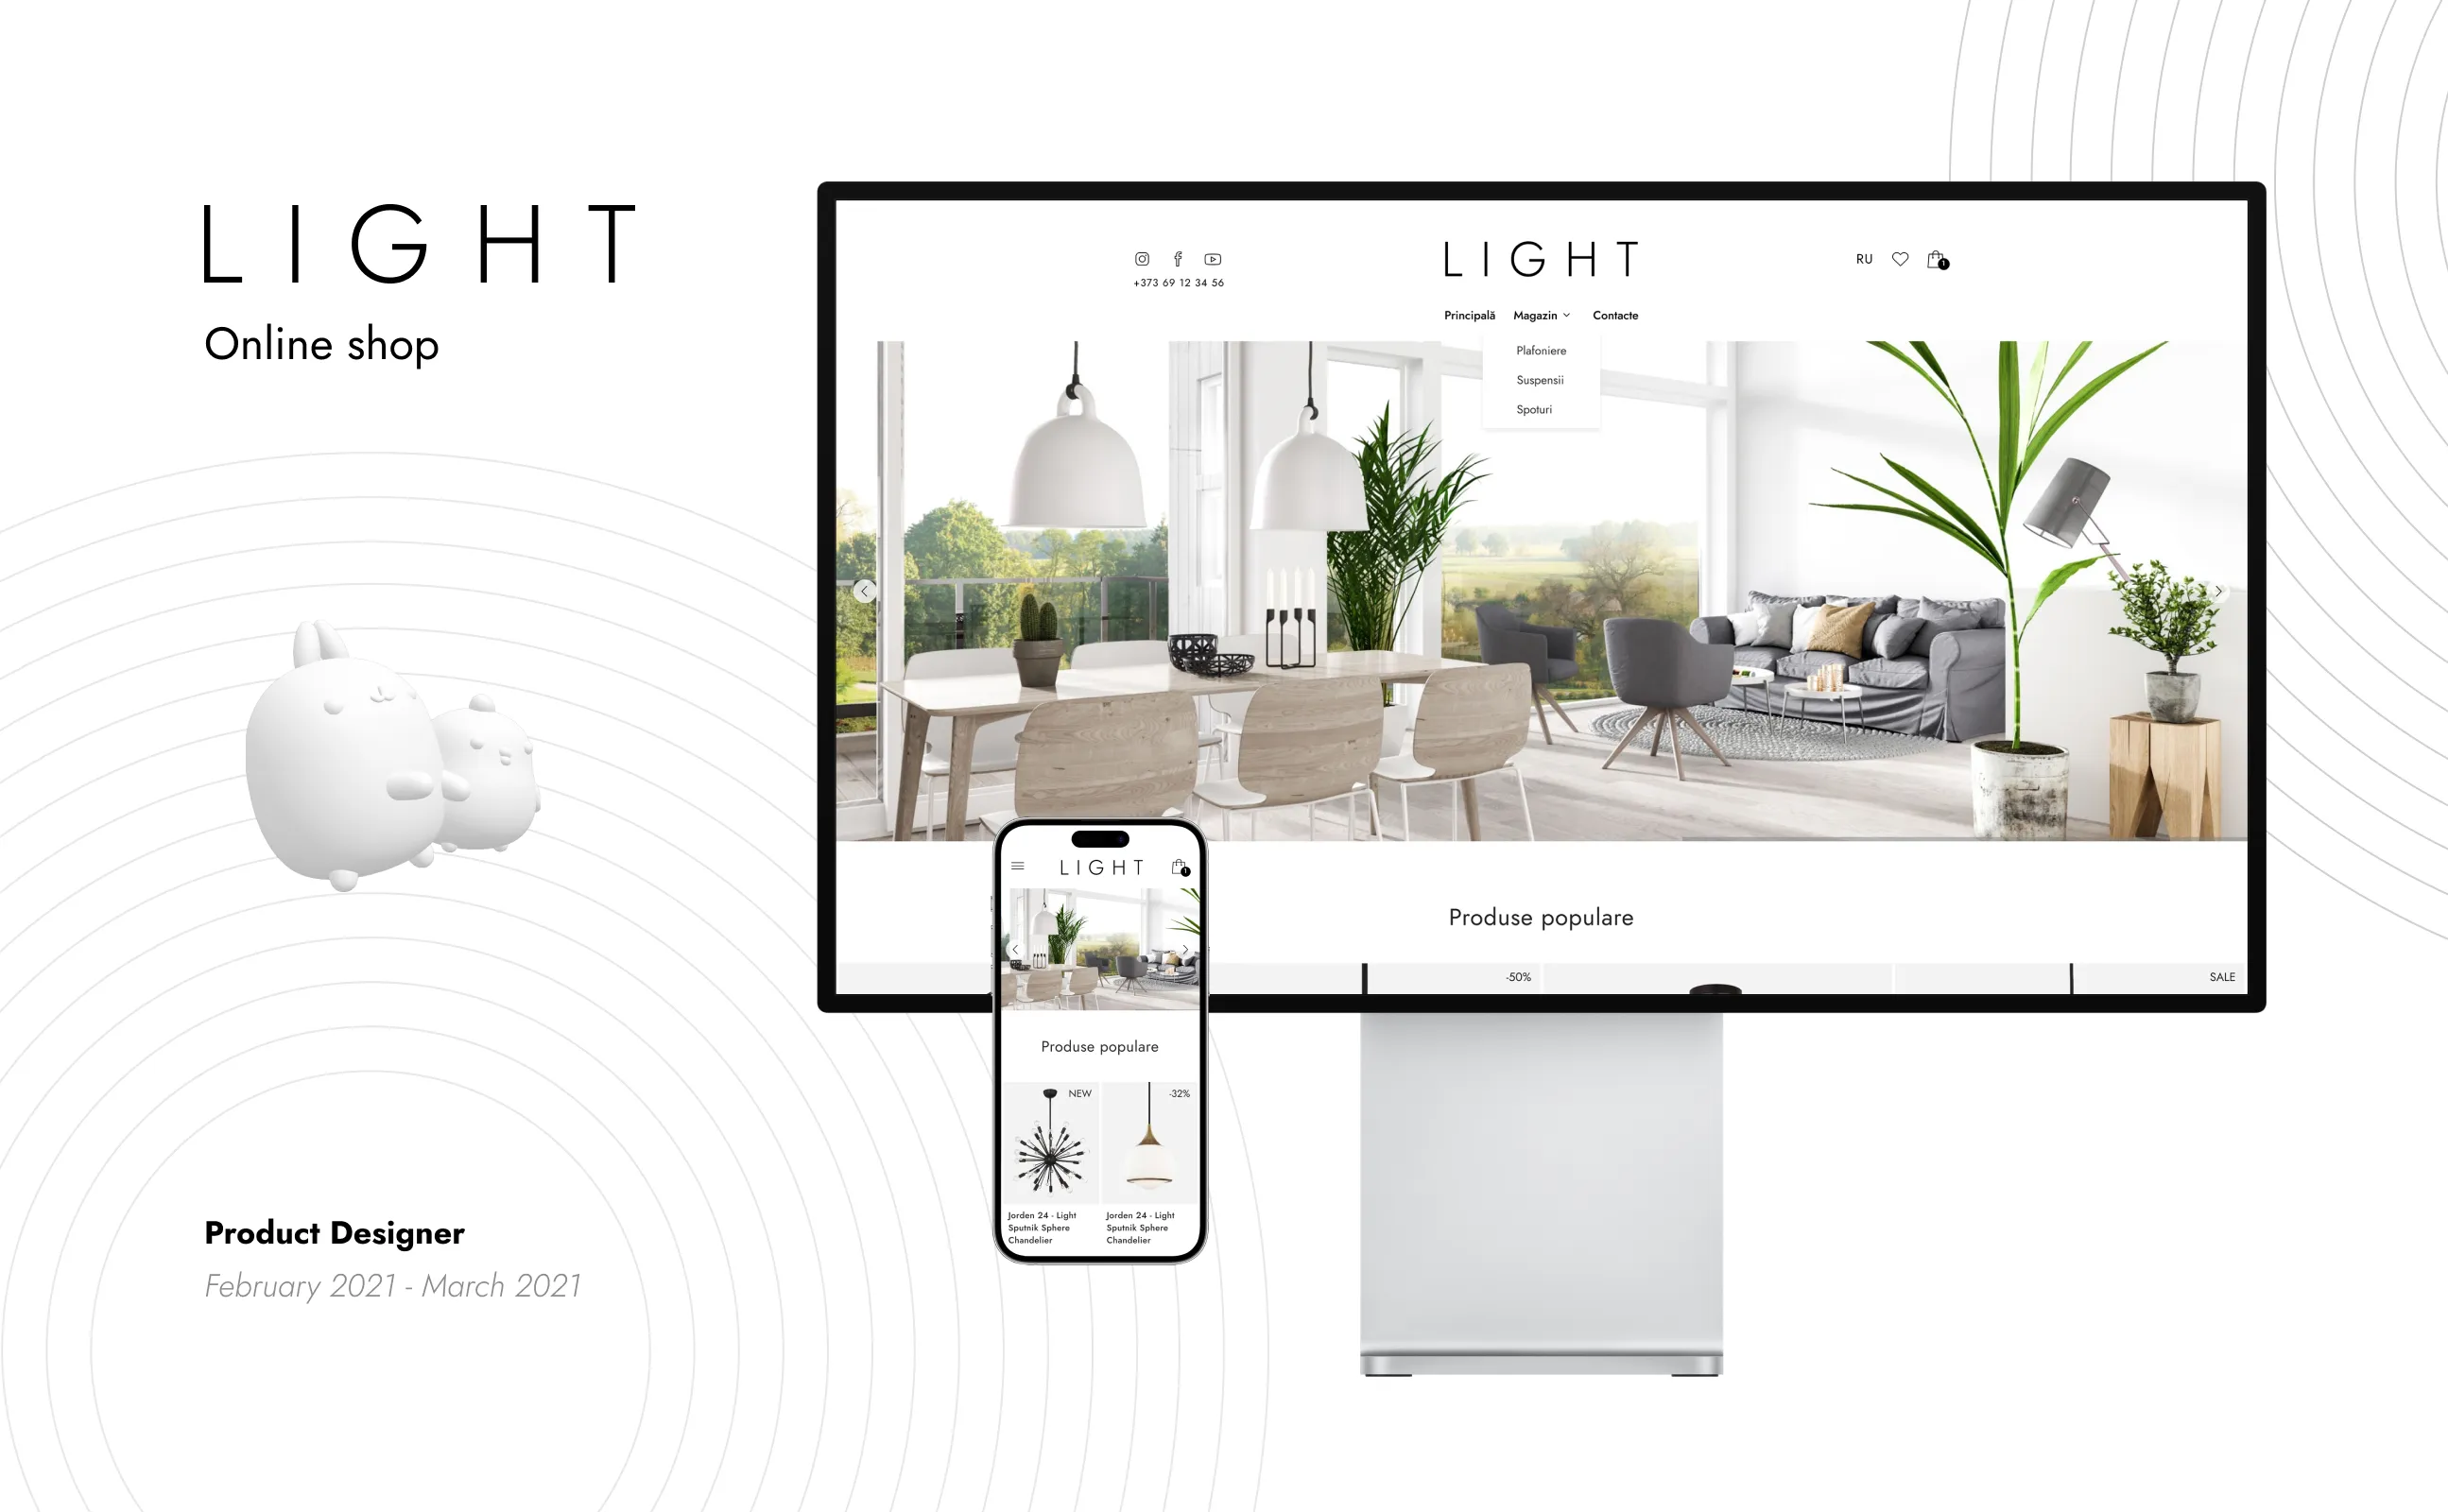 LIGHT
Online shop
Product Designer
February 2021 - March 2021
+373 69 12 34 56
LIGHT
RU
1
Principală Magazin Contacte
Plafoniere
Suspensii
Spoturi
Produse populare
-50%
SALE
LIGHT
1
Produse populare
NEW
-32%
Jorden 24 - Light
Sputnik Sphere
Chandelier
Jorden 24 - Light
Sputnik Sphere
Chandelier